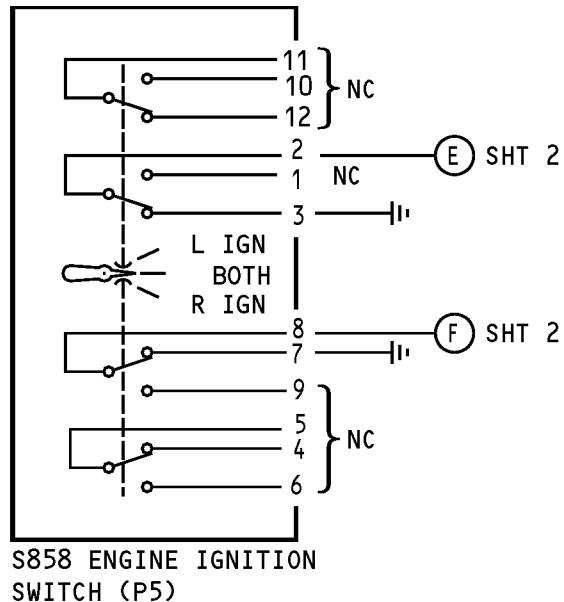 11
10
NC
12
2
E SHT 2
1
NC
3
L IGN
BOTH
R IGN
8
F SHT 2
7
9
5
NC
4
6
S858 ENGINE IGNITION
SWITCH (P5)